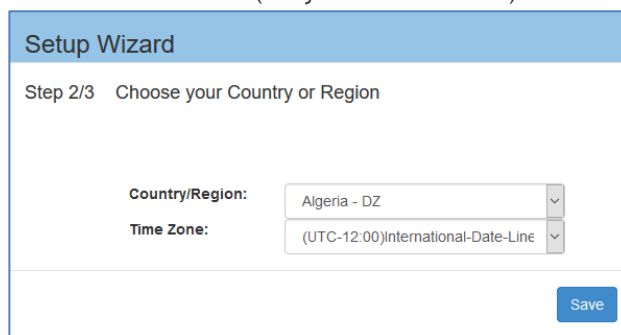 Setup Wizard
Step 2/3 Choose your Country or Region
Country/Region: Algeria - DZ
Time Zone: (UTC-12:00)International-Date-Line
Save